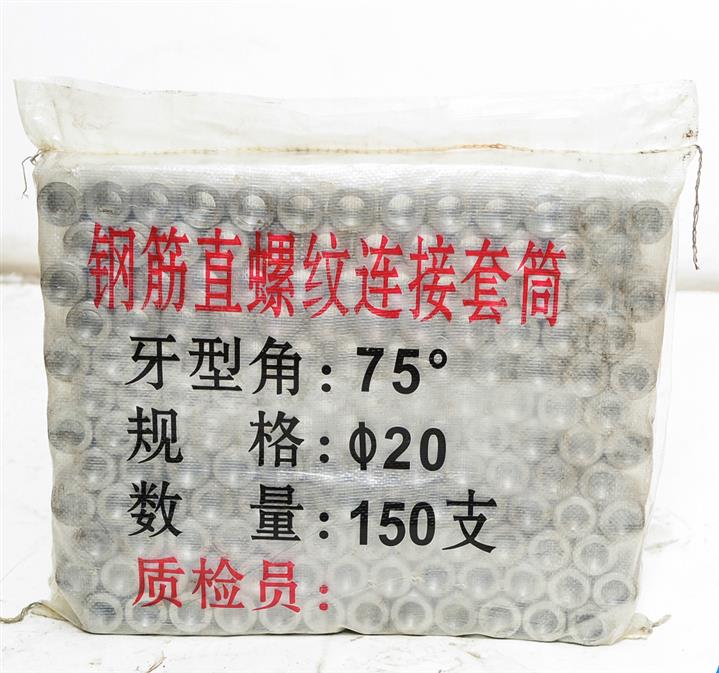 钢筋直螺纹连接套筒
牙型角：75°
规 格：Φ20
数 量：150支
质检员：